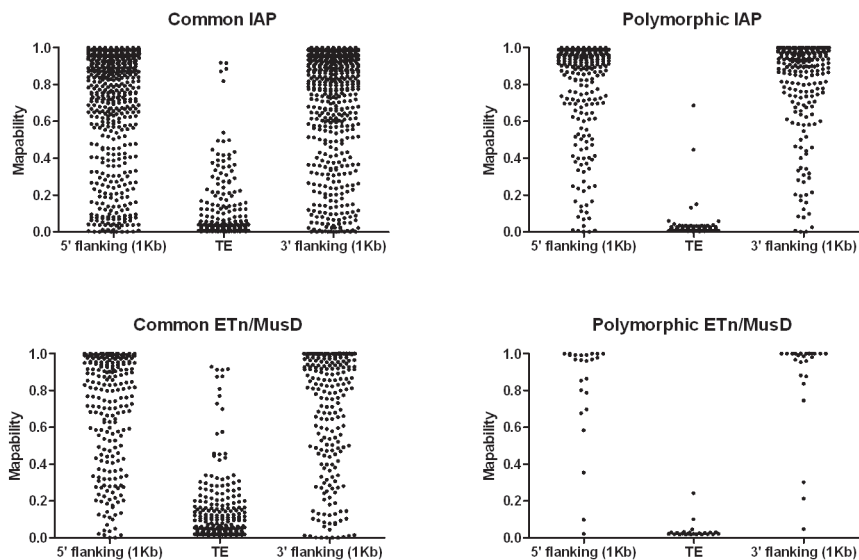 Common IAP
Mapability
1.0
0.8
0.6
0.4
0.2
0.0
5' flanking (1Kb) TE 3' flanking (1Kb)
Polymorphic IAP
Mapability
1.0
0.8
0.6
0.4
0.2
0.0
5' flanking (1Kb) TE 3' flanking (1Kb)
Common ETn/MusD
Mapability
1.0
0.8
0.6
0.4
0.2
0.0
5' flanking (1Kb) TE 3' flanking (1Kb)
Polymorphic ETn/MusD
Mapability
1.0
0.8
0.6
0.4
0.2
0.0
5' flanking (1Kb) TE 3' flanking (1Kb)